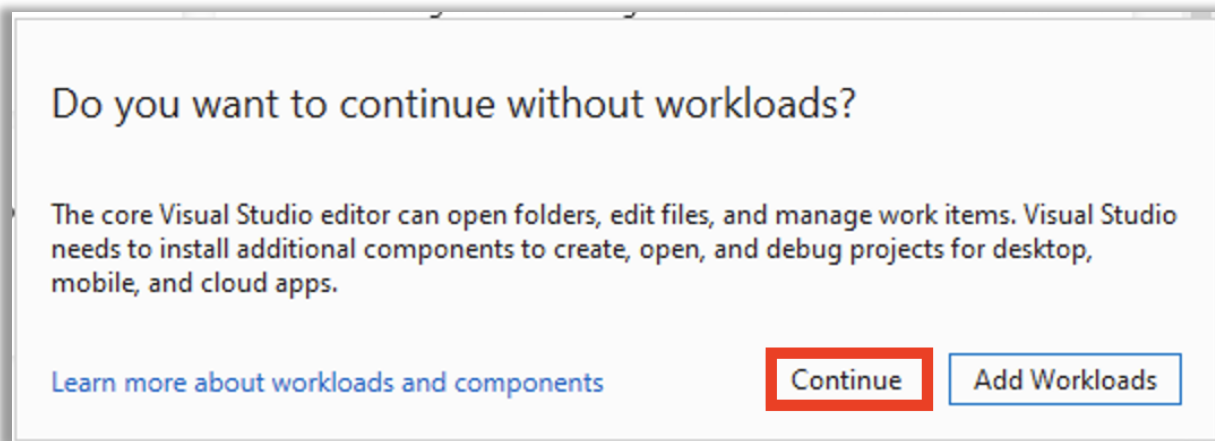 Do you want to continue without workloads?
The core Visual Studio editor can open folders, edit files, and manage work items. Visual Studio
needs to install additional components to create, open, and debug projects for desktop,
mobile, and cloud apps.
Learn more about workloads and components
Continue
Add Workloads